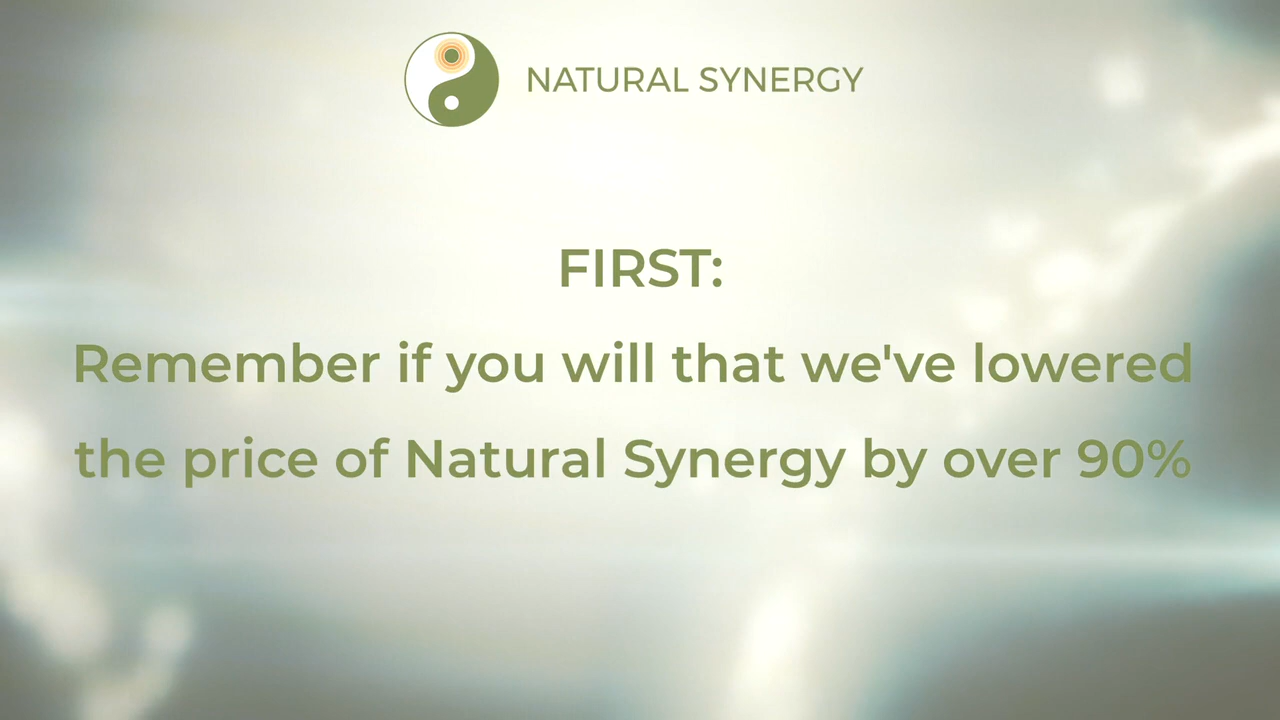 NATURAL SYNERGY
FIRST:
Remember if you will that we've lowered
the price of Natural Synergy by over 90%